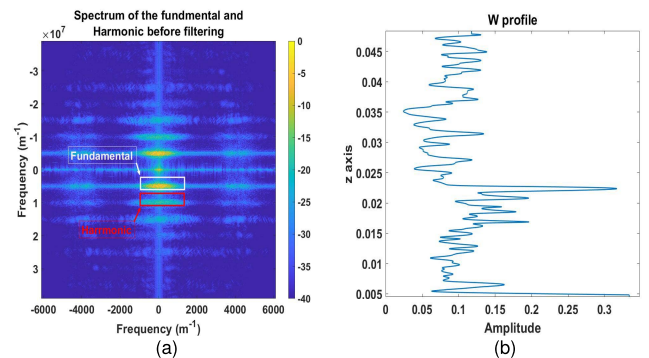 Spectrum of the fundmental and
Harmonic before filtering
×10⁷
-3
-2
-1
0
1
2
3
Frequency (m⁻¹)
Fundamental
Harmonic
-6000 -4000 -2000 0 2000 4000 6000
Frequency (m⁻¹)
0
-5
-10
-15
-20
-25
-30
-35
-40
(a)
W profile
0.045
0.04
0.035
0.03
0.025
0.02
0.015
0.01
0.005
z axis
0 0.05 0.1 0.15 0.2 0.25 0.3
Amplitude
(b)